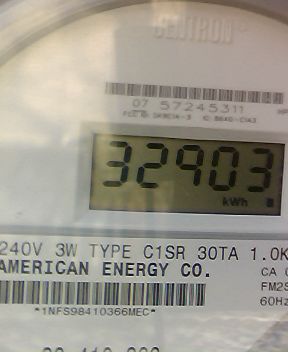 CENTRON®
07 57245311
32903
kWh
240V 3W TYPE C1SR 30TA 1.0K
AMERICAN ENERGY CO.
CA
FM2S
60Hz
*1NFS98410366MEC*